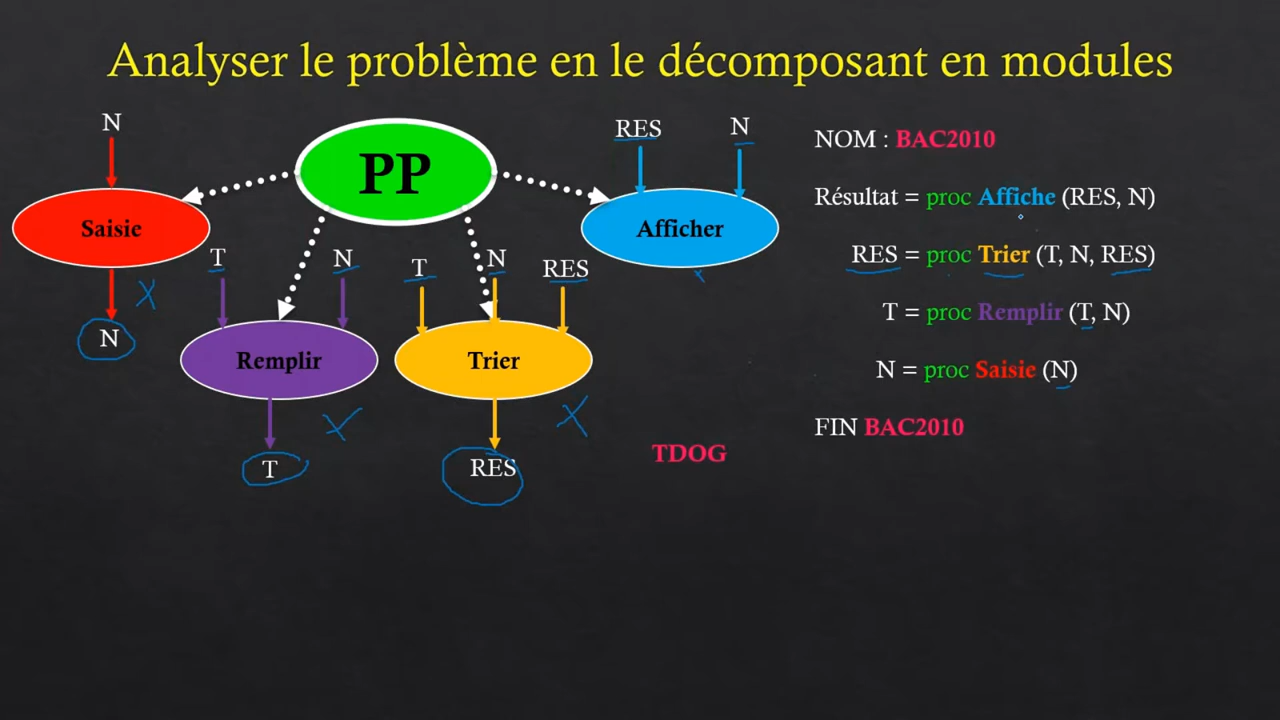 Analyser le problème en le décomposant en modules
N
PP
RES
N
Saisie
Afficher
N
T
N
T
N
RES
Remplir
Trier
T
RES
TDOG
NOM : BAC2010
Résultat = proc Affiche (RES, N)
RES = proc Trier (T, N, RES)
T = proc Remplir (T, N)
N = proc Saisie (N)
FIN BAC2010